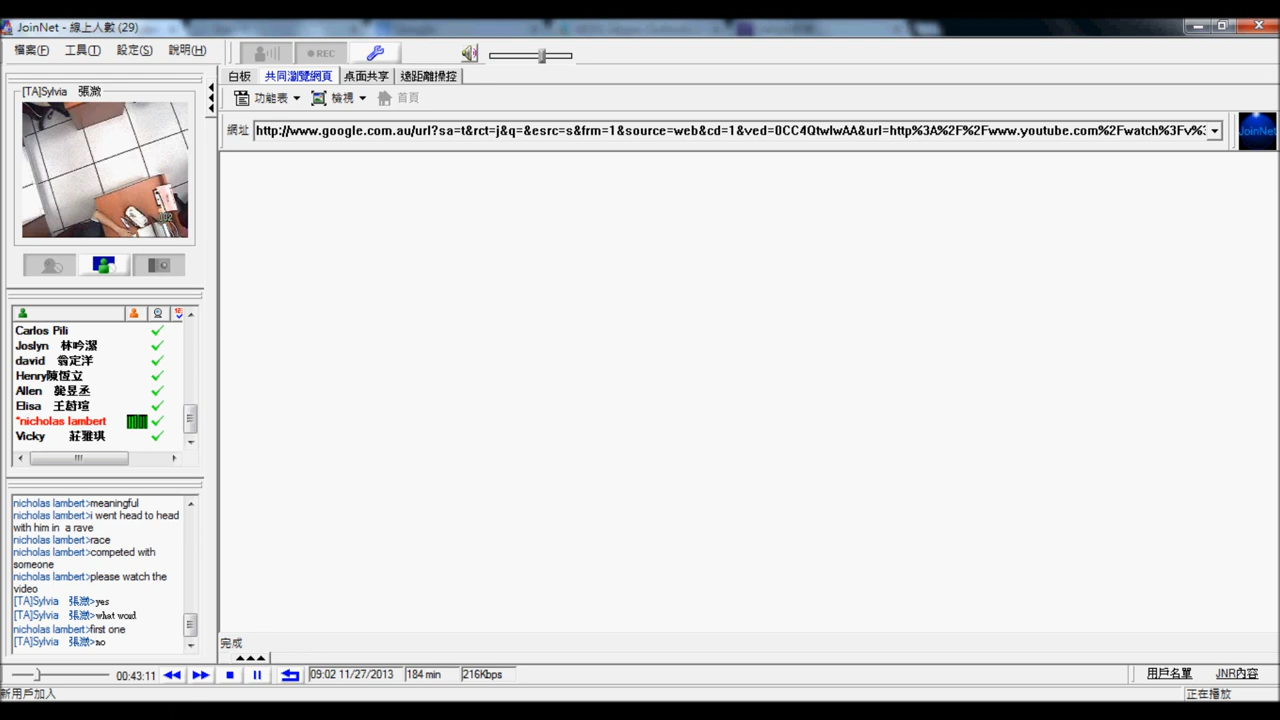 JoinNet - 線上人數 (29)
檔案(F) 工具(T) 設定(S) 說明(H)
REC
[TA]Sylvia 張溦
白板 共同瀏覽網頁 桌面共享 遠距離操控
功能表 檢視 首頁
網址 http://www.google.com.au/url?sa=t&rct=j&q=&esrc=s&frm=1&source=web&cd=1&ved=0CC4QtwIwAA&url=http%3A%2F%2Fwww.youtube.com%2Fwatch%3Fv%3
JoinNet
Carlos Pili
Joslyn 林吟潔
david 翁定洋
Henry陳恆立
Allen 龔昱丞
Elisa 王蒔瑄
*nicholas lambert
Vicky 莊雅琪
nicholas lambert>meaningful
nicholas lambert>i went head to head
with him in a rave
nicholas lambert>race
nicholas lambert>competed with
someone
nicholas lambert>please watch the
video
[TA]Sylvia 張溦>yes
[TA]Sylvia 張溦>what word
nicholas lambert>first one
[TA]Sylvia 張溦>no
完成
00:43:11 09:02 11/27/2013 184 min 216Kbps 用戶名單 JNR內容
新用戶加入 正在播放